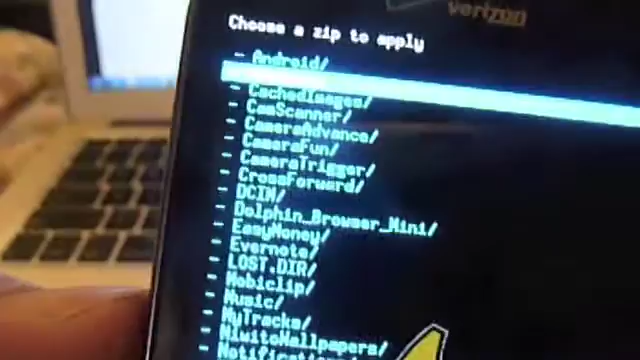 verizon
Choose a zip to apply
- Android/
- CachedImages/
- CamScanner/
- CameraAdvance/
- CameraFun/
- CameraTrigger/
- CrossForward/
- DCIM/
- Dolphin_Browser_Mini/
- EasyMoney/
- Evernote/
- LOST.DIR/
- Mobiclip/
- Music/
- MyTracks/
- NiwitoWallpapers/